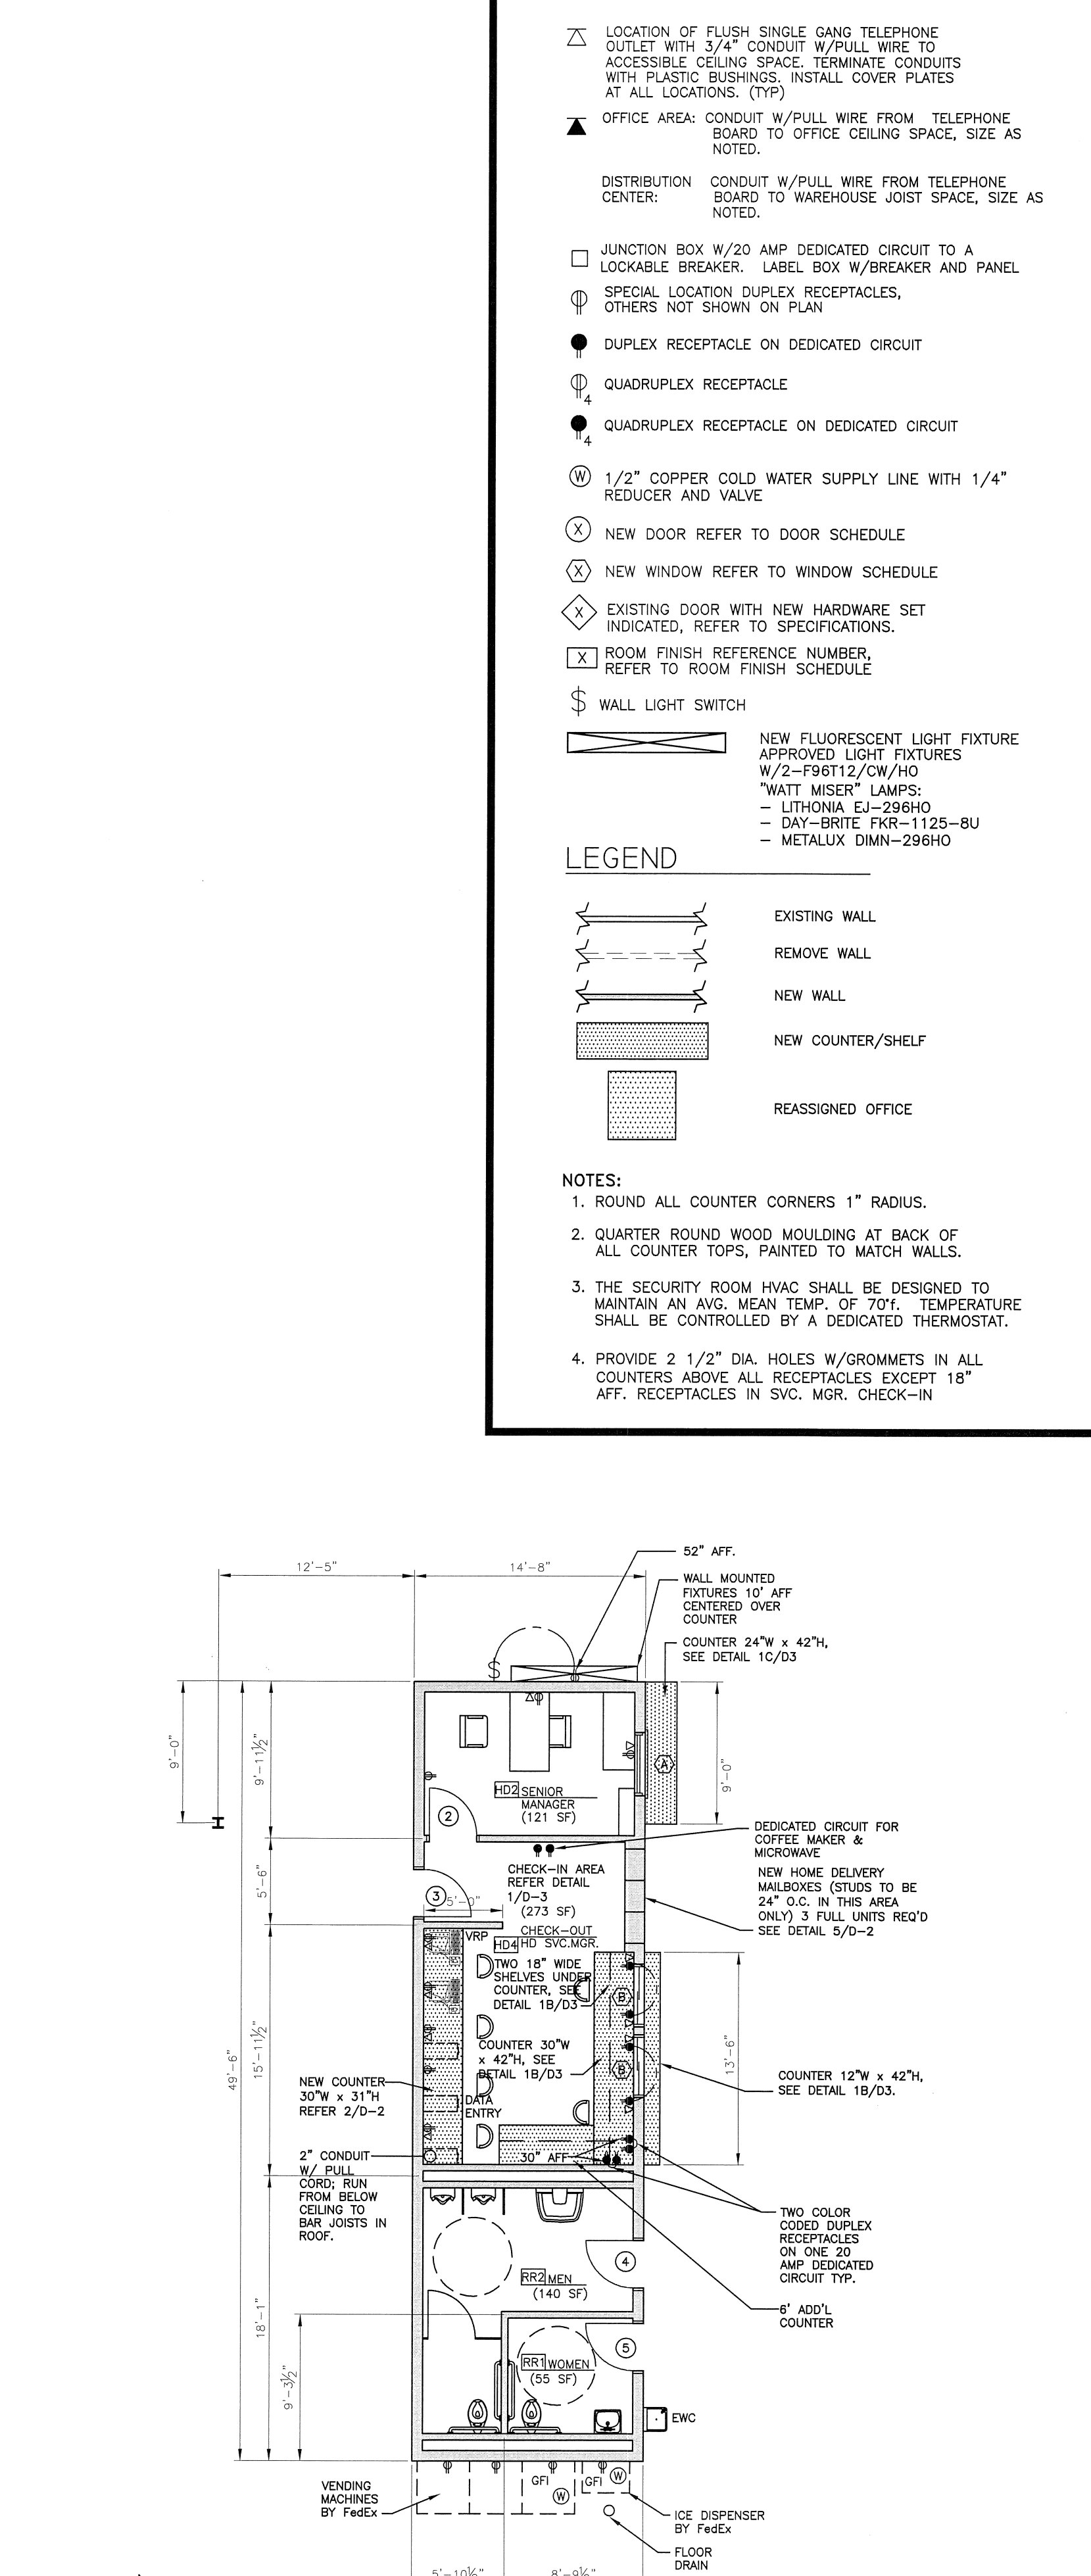 LOCATION OF FLUSH SINGLE GANG TELEPHONE
OUTLET WITH 3/4" CONDUIT W/PULL WIRE TO
ACCESSIBLE CEILING SPACE. TERMINATE CONDUITS
WITH PLASTIC BUSHINGS. INSTALL COVER PLATES
AT ALL LOCATIONS. (TYP)
OFFICE AREA: CONDUIT W/PULL WIRE FROM TELEPHONE
BOARD TO OFFICE CEILING SPACE, SIZE AS
NOTED.
DISTRIBUTION CONDUIT W/PULL WIRE FROM TELEPHONE
CENTER: BOARD TO WAREHOUSE JOIST SPACE, SIZE AS
NOTED.
JUNCTION BOX W/20 AMP DEDICATED CIRCUIT TO A
LOCKABLE BREAKER. LABEL BOX W/BREAKER AND PANEL
SPECIAL LOCATION DUPLEX RECEPTACLES,
OTHERS NOT SHOWN ON PLAN
DUPLEX RECEPTACLE ON DEDICATED CIRCUIT
4 QUADRUPLEX RECEPTACLE
4 QUADRUPLEX RECEPTACLE ON DEDICATED CIRCUIT
W 1/2" COPPER COLD WATER SUPPLY LINE WITH 1/4"
REDUCER AND VALVE
X NEW DOOR REFER TO DOOR SCHEDULE
X NEW WINDOW REFER TO WINDOW SCHEDULE
X EXISTING DOOR WITH NEW HARDWARE SET
INDICATED, REFER TO SPECIFICATIONS.
X ROOM FINISH REFERENCE NUMBER,
REFER TO ROOM FINISH SCHEDULE
$ WALL LIGHT SWITCH
NEW FLUORESCENT LIGHT FIXTURE
APPROVED LIGHT FIXTURES
W/2-F96T12/CW/HO
"WATT MISER" LAMPS:
- LITHONIA EJ-296HO
- DAY-BRITE FKR-1125-8U
- METALUX DIMN-296HO
LEGEND
EXISTING WALL
REMOVE WALL
NEW WALL
NEW COUNTER/SHELF
REASSIGNED OFFICE
NOTES:
1. ROUND ALL COUNTER CORNERS 1" RADIUS.
2. QUARTER ROUND WOOD MOULDING AT BACK OF
ALL COUNTER TOPS, PAINTED TO MATCH WALLS.
3. THE SECURITY ROOM HVAC SHALL BE DESIGNED TO
MAINTAIN AN AVG. MEAN TEMP. OF 70°f. TEMPERATURE
SHALL BE CONTROLLED BY A DEDICATED THERMOSTAT.
4. PROVIDE 2 1/2" DIA. HOLES W/GROMMETS IN ALL
COUNTERS ABOVE ALL RECEPTACLES EXCEPT 18"
AFF. RECEPTACLES IN SVC. MGR. CHECK-IN
12'-5"
14'-8"
52" AFF.
WALL MOUNTED
FIXTURES 10' AFF
CENTERED OVER
COUNTER
COUNTER 24"W x 42"H,
SEE DETAIL 1C/D3
$
9'-0"
9'-11½"
9'-0"
A
HD2 SENIOR
MANAGER
(121 SF)
2
DEDICATED CIRCUIT FOR
COFFEE MAKER &
MICROWAVE
CHECK-IN AREA
REFER DETAIL
1/D-3
(273 SF)
5'-6"
3
5'-0"
NEW HOME DELIVERY
MAILBOXES (STUDS TO BE
24" O.C. IN THIS AREA
ONLY) 3 FULL UNITS REQ'D
SEE DETAIL 5/D-2
VRP
CHECK-OUT
HD4 HD SVC.MGR.
TWO 18" WIDE
SHELVES UNDER
COUNTER, SEE
DETAIL 1B/D3
B
COUNTER 30"W
x 42"H, SEE
DETAIL 1B/D3
B
15'-11½"
49'-6"
13'-6"
COUNTER 12"W x 42"H,
SEE DETAIL 1B/D3.
NEW COUNTER
30"W x 31"H
REFER 2/D-2
DATA
ENTRY
30" AFF
2" CONDUIT
W/ PULL
CORD; RUN
FROM BELOW
CEILING TO
BAR JOISTS IN
ROOF.
TWO COLOR
CODED DUPLEX
RECEPTACLES
ON ONE 20
AMP DEDICATED
CIRCUIT TYP.
4
RR2 MEN
(140 SF)
6' ADD'L
COUNTER
18'-1"
9'-3½"
5
RR1 WOMEN
(55 SF)
EWC
VENDING
MACHINES
BY FedEx
GFI
W
GFI
W
ICE DISPENSER
BY FedEx
FLOOR
DRAIN
5'-10½"
8'-9½"